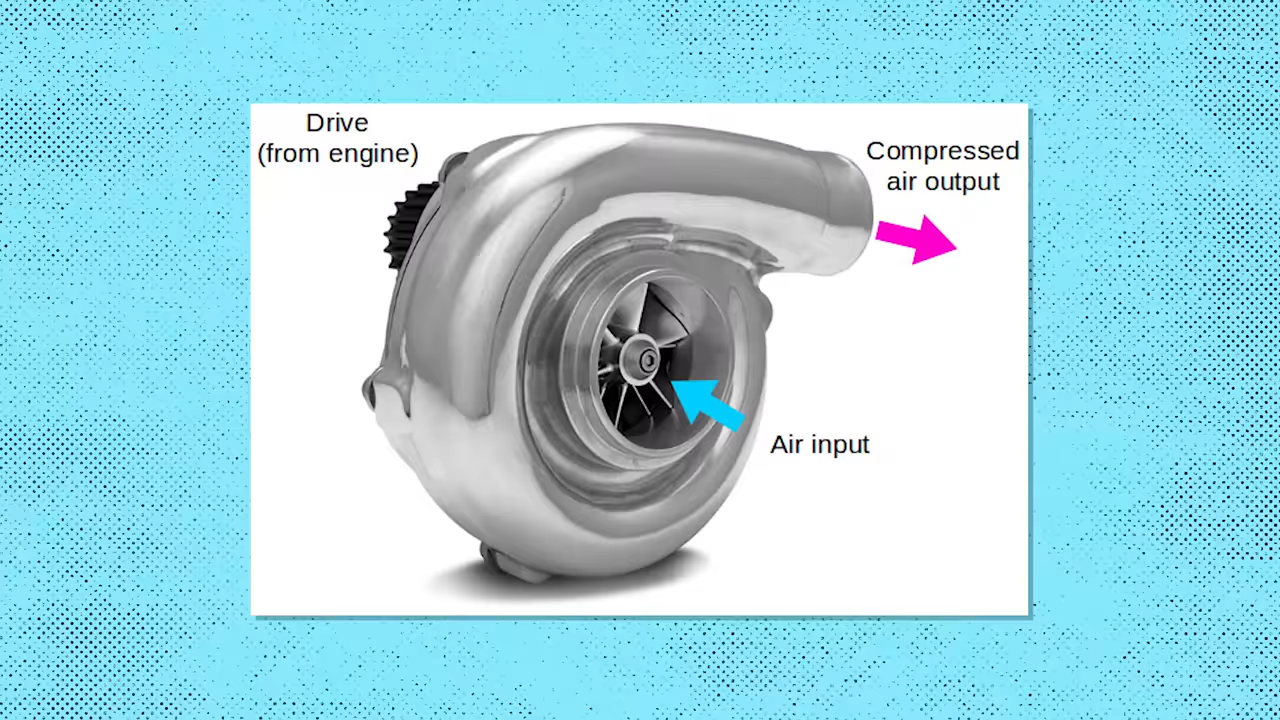 Drive
(from engine)
Compressed
air output
Air input